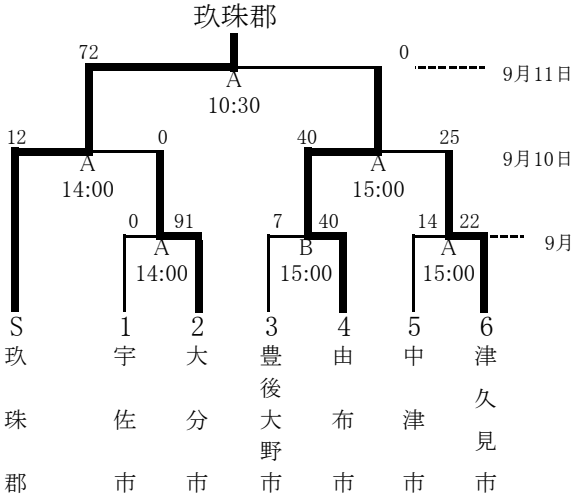 玖珠郡
72 0
A 9月11日
10:30
12 0 40 25
A A 9月10日
14:00 15:00
0 91 7 40 14 22
A B A 9月
14:00 15:00 15:00
S 1 2 3 4 5 6
玖珠郡 宇佐市 大分市 豊後大野市 由布市 中津市 津久見市